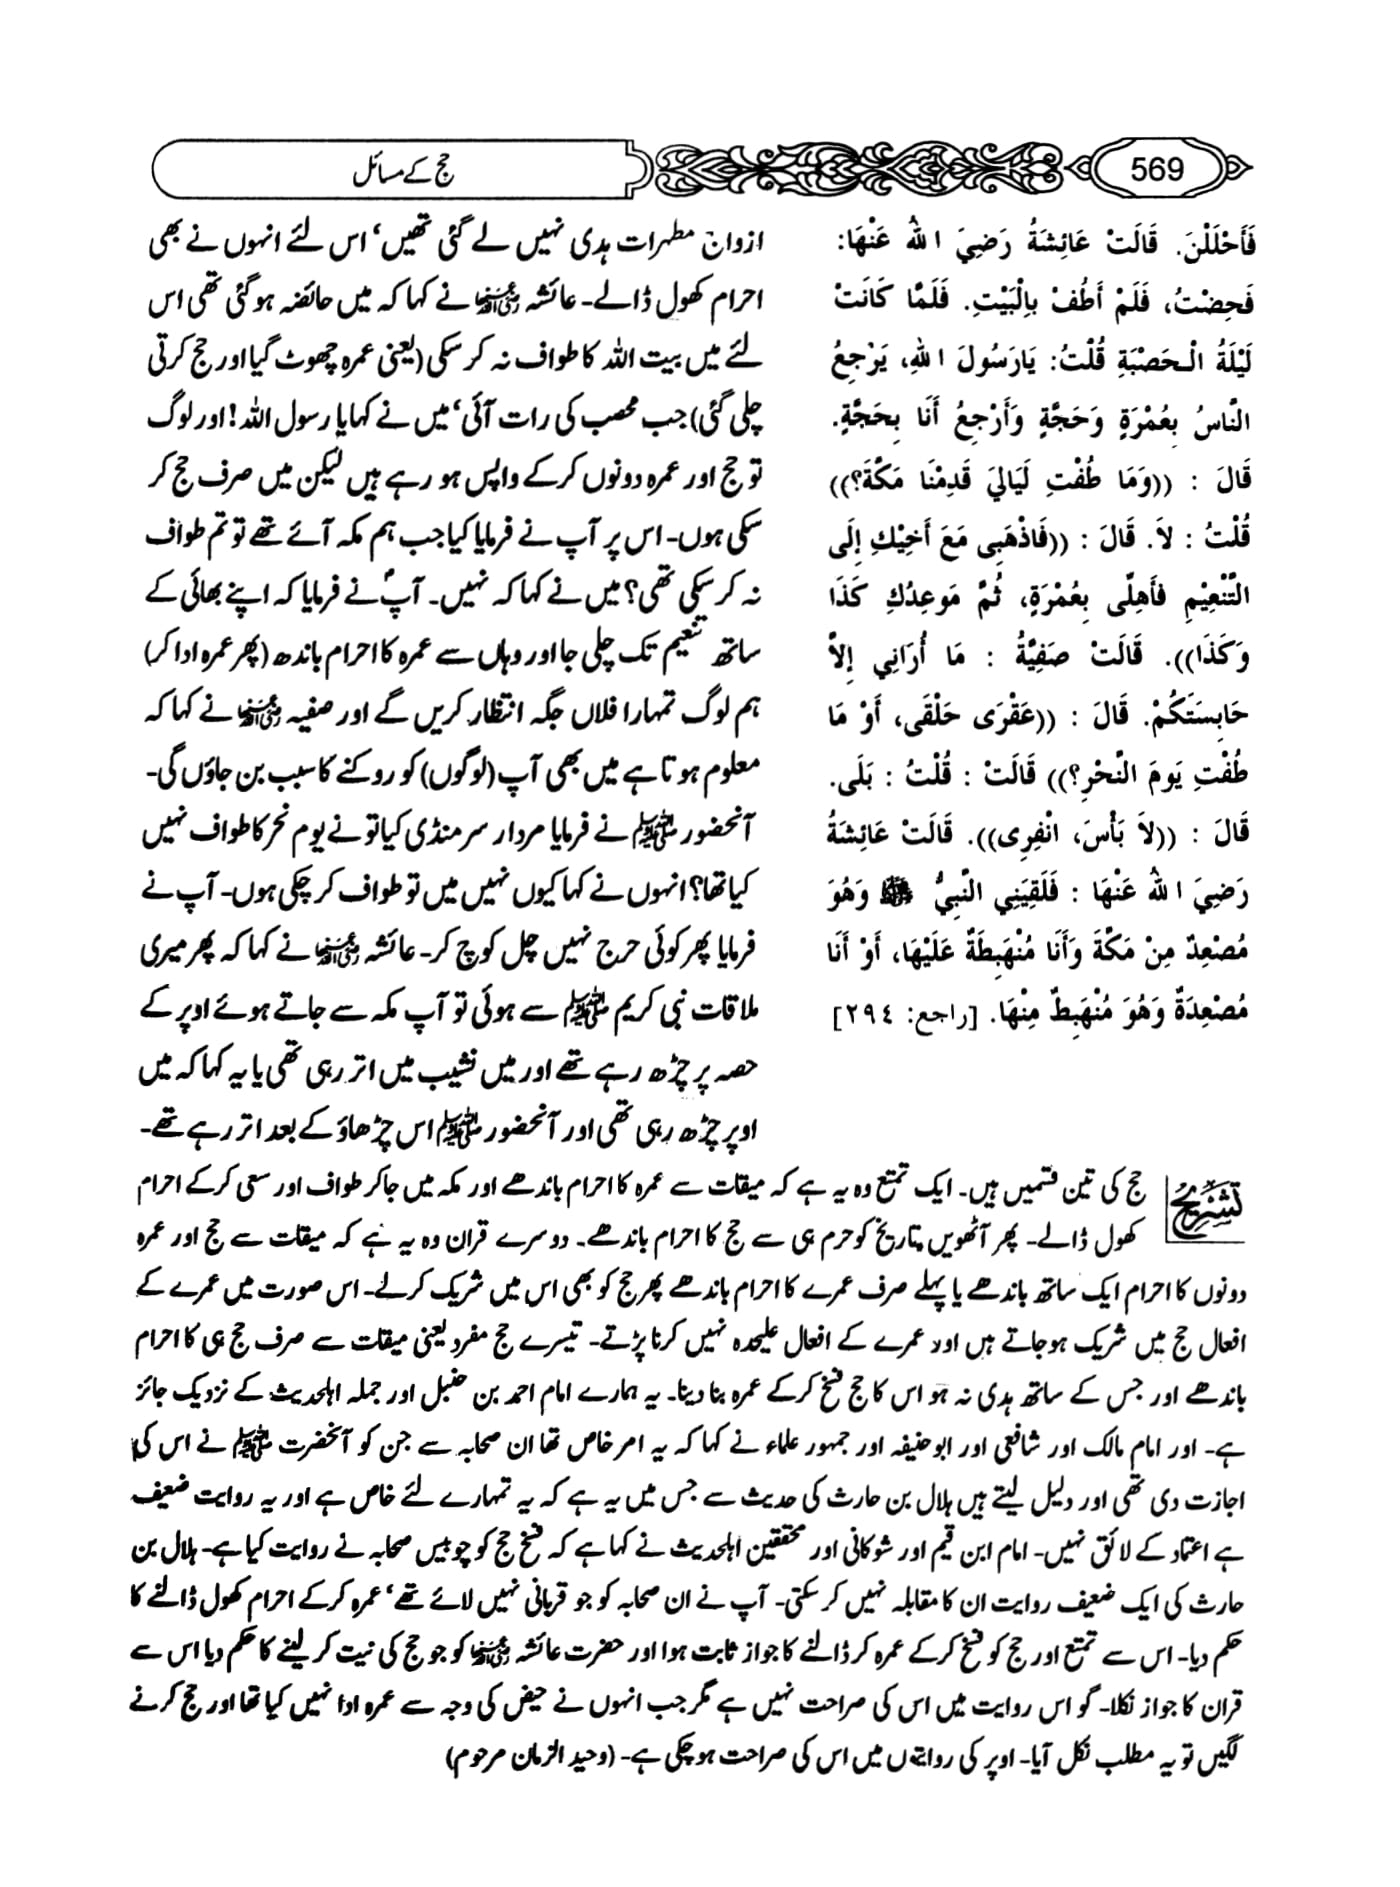 569
حج کے مسائل
فَأَحْلَلْنَ. قَالَتْ عَائِشَةُ رَضِيَ اللهُ عَنْهَا:
فَحِضْتُ، فَلَمْ أَطُفْ بِالْبَيْتِ. فَلَمَّا كَانَتْ
لَيْلَةُ الْحَصْبَةِ قُلْتُ: يَارَسُولَ اللهِ، يَرْجِعُ
النَّاسُ بِعُمْرَةٍ وَحَجَّةٍ وَأَرْجِعُ أَنَا بِحَجَّةٍ.
قَالَ : ((وَمَا طُفْتِ لَيَالِيَ قَدِمْنَا مَكَّةَ؟))
قُلْتُ : لاَ. قَالَ : ((فَاذْهَبِي مَعَ أَخِيْكِ إِلَى
التَّنْعِيْمِ فَأَهِلِّي بِعُمْرَةٍ، ثُمَّ مَوعِدُكِ كَذَا
وَكَذَا)). قَالَتْ صَفِيَّةُ : مَا أُرَانِي إِلاَّ
حَابِسَتَكُمْ. قَالَ : ((عَقْرَى حَلْقَى، أَوْ مَا
طُفْتِ يَومَ النَّحْرِ؟)) قَالَتْ : قُلْتُ : بَلَى.
قَالَ : ((لاَ بَأْسَ، انْفِرِى)). قَالَتْ عَائِشَةُ
رَضِيَ اللهُ عَنْهَا : فَلَقِيَنِي النَّبِيُّ ﷺ وَهُوَ
مُصْعِدٌ مِنْ مَكَّةَ وَأَنَا مُنْهَبِطَةٌ عَلَيْهَا، أَوْ أَنَا
مُصْعِدَةٌ وَهُوَ مُنْهَبِطٌ مِنْهَا. [راجع: ٢٩٤]
ازواج مطہرات ہدی نہیں لے گئی تھیں، اس لئے انہوں نے بھی
احرام کھول ڈالے۔ عائشہ رضی اللہ عنہا نے کہا کہ میں حائضہ ہو گئی تھی اس
لئے میں بیت اللہ کا طواف نہ کر سکی (یعنی عمرہ چھوٹ گیا اور حج کرتی
چلی گئی) جب محصب کی رات آئی، میں نے کہا یا رسول اللہ! اور لوگ
تو حج اور عمرہ دونوں کر کے واپس ہو رہے ہیں لیکن میں صرف حج کر
سکی ہوں۔ اس پر آپ نے فرمایا کیا جب ہم مکہ آئے تھے تو تم طواف
نہ کر سکی تھی؟ میں نے کہا کہ نہیں۔ آپؐ نے فرمایا کہ اپنے بھائی کے
ساتھ تنعیم تک چلی جا اور وہاں سے عمرہ کا احرام باندھ (پھر عمرہ ادا کر)
ہم لوگ تمہارا فلاں جگہ انتظار کریں گے اور صفیہ رضی اللہ عنہا نے کہا کہ
معلوم ہوتا ہے میں بھی آپ (لوگوں) کو روکنے کا سبب بن جاؤں گی۔
آنحضور ﷺ نے فرمایا مردار سرمنڈی کیا تو نے یوم نحر کا طواف نہیں
کیا تھا؟ انہوں نے کہا کیوں نہیں میں تو طواف کر چکی ہوں۔ آپ نے
فرمایا پھر کوئی حرج نہیں چل کوچ کر۔ عائشہ رضی اللہ عنہا نے کہا کہ پھر میری
ملاقات نبی کریم ﷺ سے ہوئی تو آپ مکہ سے جاتے ہوئے اوپر کے
حصہ پر چڑھ رہے تھے اور میں نشیب میں اتر رہی تھی یا یہ کہا کہ میں
اوپر چڑھ رہی تھی اور آنحضور ﷺ اس چڑھاؤ کے بعد اتر رہے تھے۔
تشریح حج کی تین قسمیں ہیں۔ ایک تمتع وہ یہ ہے کہ میقات سے عمرہ کا احرام باندھے اور مکہ میں جاکر طواف اور سعی کر کے احرام
کھول ڈالے۔ پھر آٹھویں تاریخ کو حرم ہی سے حج کا احرام باندھے۔ دوسرے قران وہ یہ ہے کہ میقات سے حج اور عمرہ
دونوں کا احرام ایک ساتھ باندھے یا پہلے صرف عمرے کا احرام باندھے پھر حج کو بھی اس میں شریک کرلے۔ اس صورت میں عمرے کے
افعال حج میں شریک ہو جاتے ہیں اور عمرے کے افعال علیحدہ نہیں کرنا پڑتے۔ تیسرے حج مفرد یعنی میقات سے صرف حج ہی کا احرام
باندھے اور جس کے ساتھ ہدی نہ ہو اس کا حج فسخ کر کے عمرہ بنا دینا۔ یہ ہمارے امام احمد بن حنبل اور جملہ اہلحدیث کے نزدیک جائز
ہے۔ اور امام مالک اور شافعی اور ابو حنیفہ اور جمہور علماء نے کہا کہ یہ امر خاص تھا ان صحابہ سے جن کو آنحضرت ﷺ نے اس کی
اجازت دی تھی اور دلیل لیتے ہیں ہلال بن حارث کی حدیث سے جس میں یہ ہے کہ یہ تمہارے لئے خاص ہے اور یہ روایت ضعیف
ہے اعتماد کے لائق نہیں۔ امام ابن قیم اور شوکانی اور محققین اہلحدیث نے کہا ہے کہ فسخ حج کو چوبیس صحابہ نے روایت کیا ہے۔ ہلال بن
حارث کی ایک ضعیف روایت ان کا مقابلہ نہیں کر سکتی۔ آپ نے ان صحابہ کو جو قربانی نہیں لائے تھے، عمرہ کر کے احرام کھول ڈالنے کا
حکم دیا۔ اس سے تمتع اور حج کو فسخ کر کے عمرہ کر ڈالنے کا جواز ثابت ہوا اور حضرت عائشہ رضی اللہ عنہا کو جو حج کی نیت کر لینے کا حکم دیا اس سے
قران کا جواز نکلا۔ گو اس روایت میں اس کی صراحت نہیں ہے مگر جب انہوں نے حیض کی وجہ سے عمرہ ادا نہیں کیا تھا اور حج کرنے
لگیں تو یہ مطلب نکل آیا۔ اوپر کی روایتوں میں اس کی صراحت ہو چکی ہے۔ (وحید الزمان مرحوم)